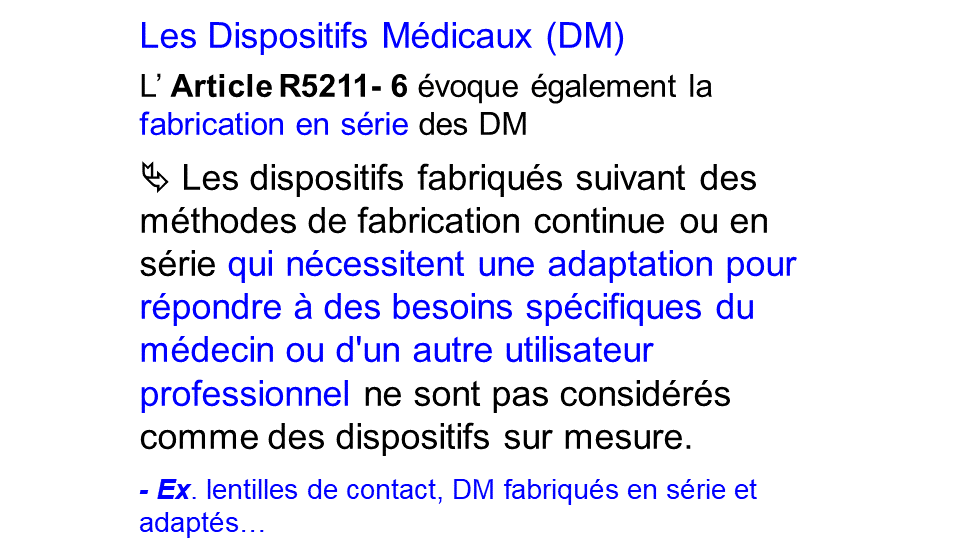 Les Dispositifs Médicaux (DM)
L’ Article R5211- 6 évoque également la
fabrication en série des DM
⮷ Les dispositifs fabriqués suivant des
méthodes de fabrication continue ou en
série qui nécessitent une adaptation pour
répondre à des besoins spécifiques du
médecin ou d'un autre utilisateur
professionnel ne sont pas considérés
comme des dispositifs sur mesure.
- Ex. lentilles de contact, DM fabriqués en série et
adaptés…